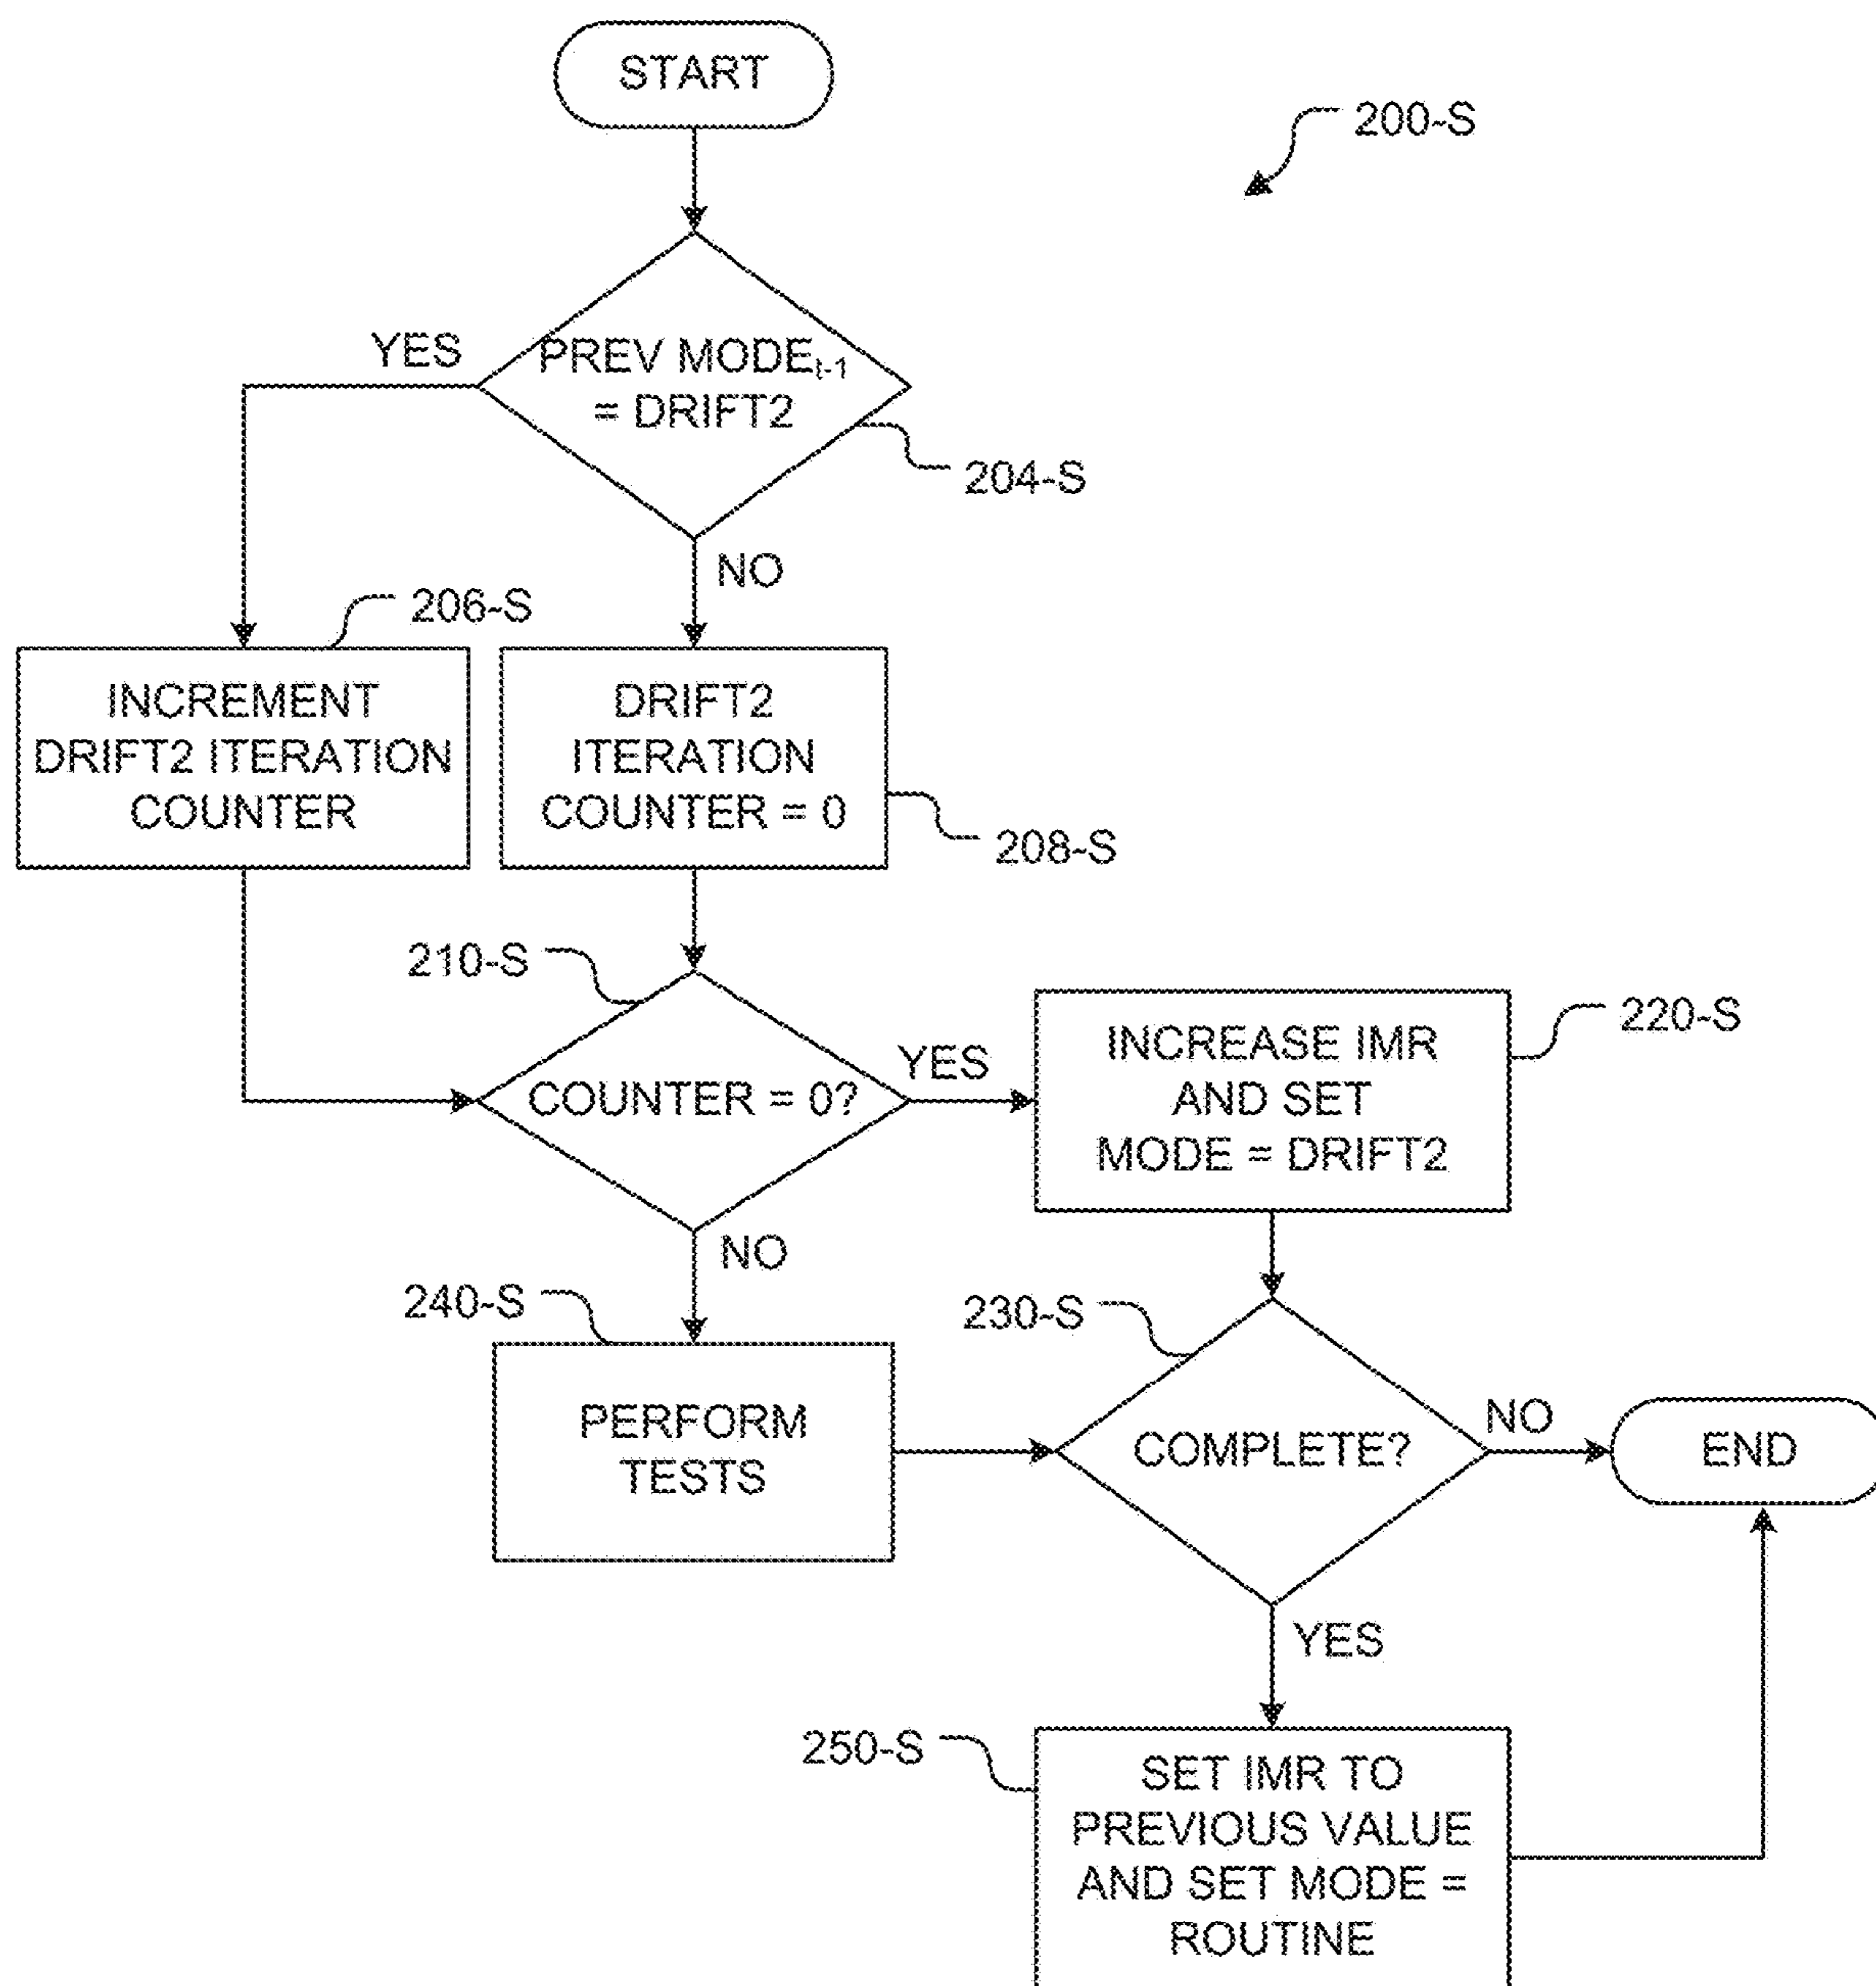 START
200-S
YES
PREV MODEt-1
= DRIFT2
204-S
NO
206-S
INCREMENT
DRIFT2 ITERATION
COUNTER
DRIFT2
ITERATION
COUNTER = 0
208-S
210-S
COUNTER = 0?
YES
INCREASE IMR
AND SET
MODE = DRIFT2
220-S
NO
240-S
PERFORM
TESTS
230-S
COMPLETE?
NO
END
YES
250-S
SET IMR TO
PREVIOUS VALUE
AND SET MODE =
ROUTINE